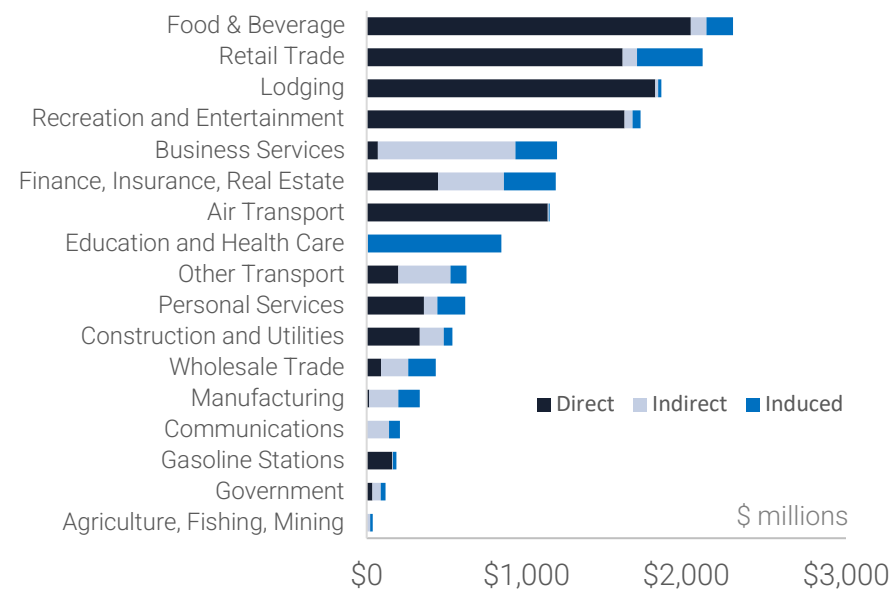 Food & Beverage
Retail Trade
Lodging
Recreation and Entertainment
Business Services
Finance, Insurance, Real Estate
Air Transport
Education and Health Care
Other Transport
Personal Services
Construction and Utilities
Wholesale Trade
Manufacturing
Direct Indirect Induced
Communications
Gasoline Stations
Government
Agriculture, Fishing, Mining
$ millions
$0 $1,000 $2,000 $3,000